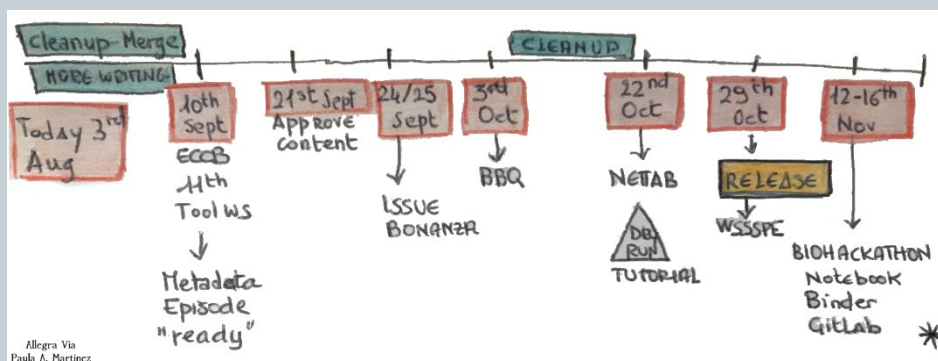 Cleanup-Merge
MORE WRITING
CLEANUP
Today 3rd
Aug
10th
Sept
ECCB
11th
Tool WS
Metadata
Episode
"ready"
21st Sept
APPROVE
content
24/25
Sept
ISSUE
BONANZA
3rd
Oct
BBQ
22nd
Oct
NETTAB
DRY
RUN
TUTORIAL
29th
Oct
RELEASE
WSSSPE
12-16th
Nov
BIOHACKATHON
Notebook
Binder
GitLab
Allegra Via
Paula A. Martinez